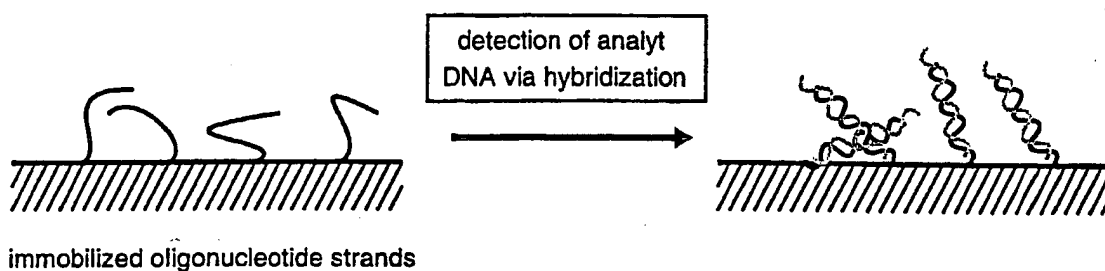 detection of analyt
DNA via hybridization
immobilized oligonucleotide strands